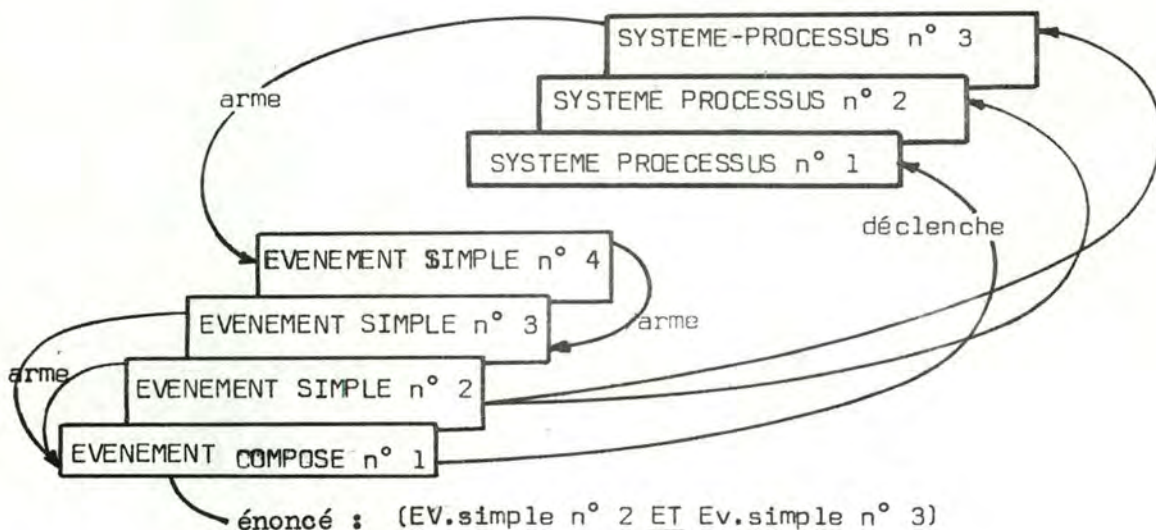 SYSTEME-PROCESSUS n° 3
arme
SYSTEME PROCESSUS n° 2
SYSTEME PROECESSUS n° 1
déclenche
EVENEMENT SIMPLE n° 4
EVENEMENT SIMPLE n° 3
arme
arme
EVENEMENT SIMPLE n° 2
EVENEMENT COMPOSE n° 1
énoncé : (EV.simple n° 2 ET Ev.simple n° 3)